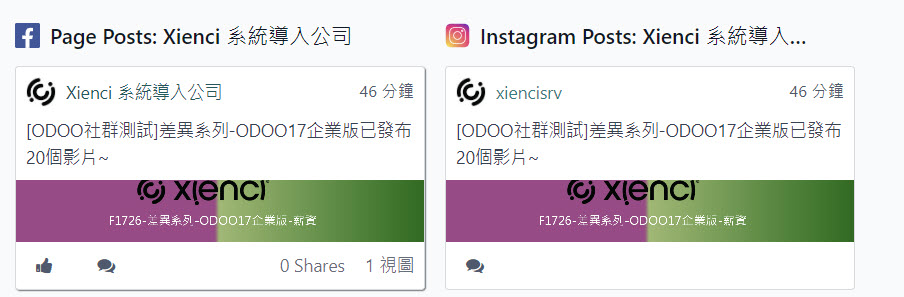 Page Posts: Xienci 系統導入公司
Xienci 系統導入公司
46 分鐘
[ODOO社群測試]差異系列-ODOO17企業版已發布
20個影片~
xienci
F1726-差異系列-ODOO17企業版-薪資
0 Shares
1 視圖
Instagram Posts: Xienci 系統導入...
xiencisrv
46 分鐘
[ODOO社群測試]差異系列-ODOO17企業版已發布
20個影片~
xienci
F1726-差異系列-ODOO17企業版-薪資